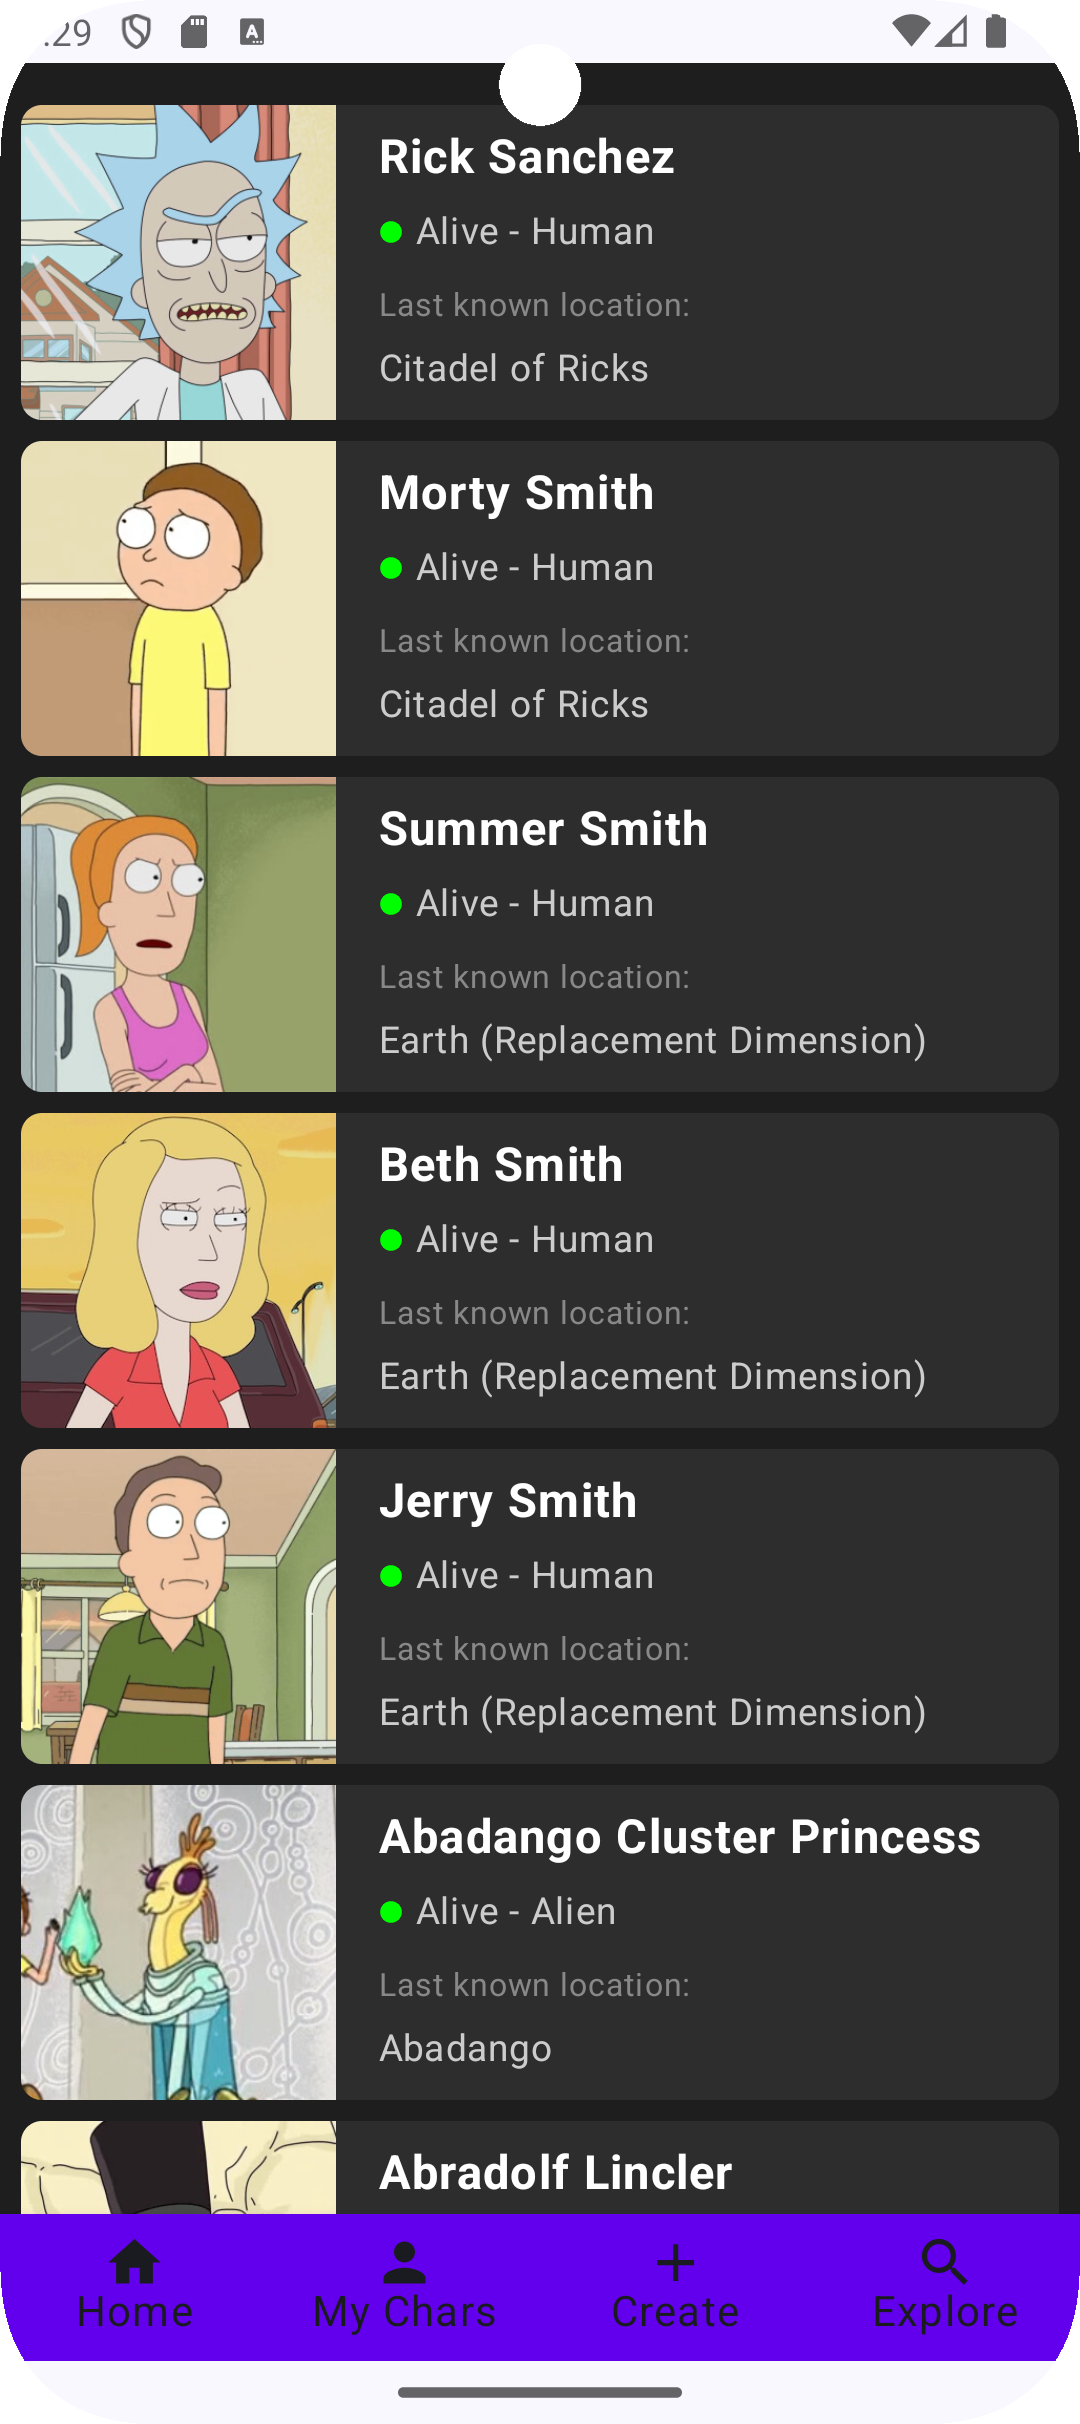 :29
Rick Sanchez
Alive - Human
Last known location:
Citadel of Ricks
Morty Smith
Alive - Human
Last known location:
Citadel of Ricks
Summer Smith
Alive - Human
Last known location:
Earth (Replacement Dimension)
Beth Smith
Alive - Human
Last known location:
Earth (Replacement Dimension)
Jerry Smith
Alive - Human
Last known location:
Earth (Replacement Dimension)
Abadango Cluster Princess
Alive - Alien
Last known location:
Abadango
Abradolf Lincler
Home
My Chars
Create
Explore